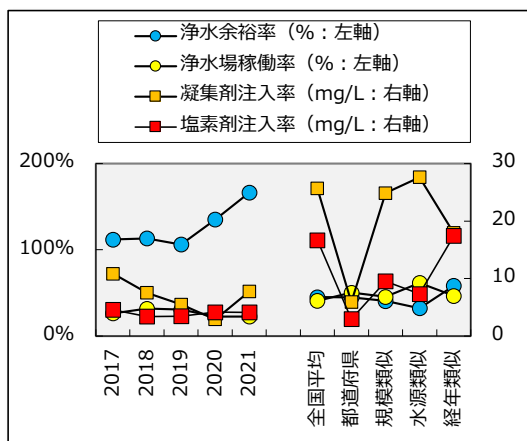 浄水余裕率（%：左軸）
浄水場稼働率（%：左軸）
凝集剤注入率（mg/L：右軸）
塩素剤注入率（mg/L：右軸）
200%
100%
0%
30
20
10
0
2017
2018
2019
2020
2021
全国平均
都道府県
規模類似
水源類似
経年類似